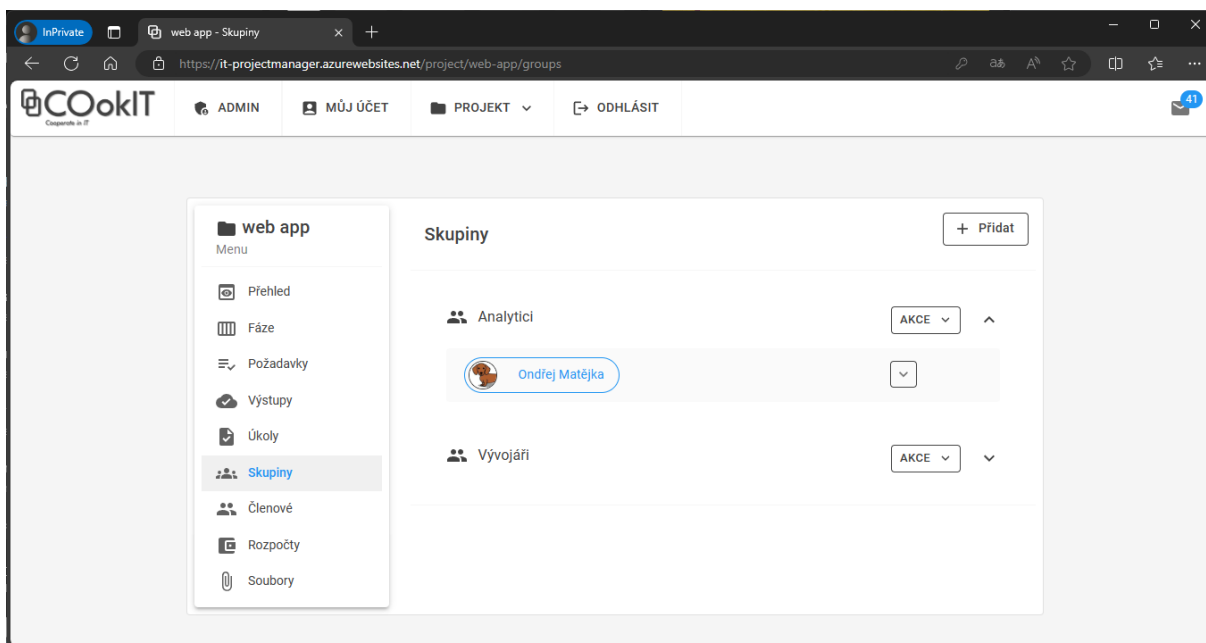 InPrivate
web app - Skupiny
https://it-projectmanager.azurewebsites.net/project/web-app/groups
COokIT
Cooperate in IT
ADMIN
MŮJ ÚČET
PROJEKT
ODHLÁSIT
41
web app
Menu
Přehled
Fáze
Požadavky
Výstupy
Úkoly
Skupiny
Členové
Rozpočty
Soubory
Skupiny
+ Přidat
Analytici
AKCE
Ondřej Matějka
Vývojáři
AKCE